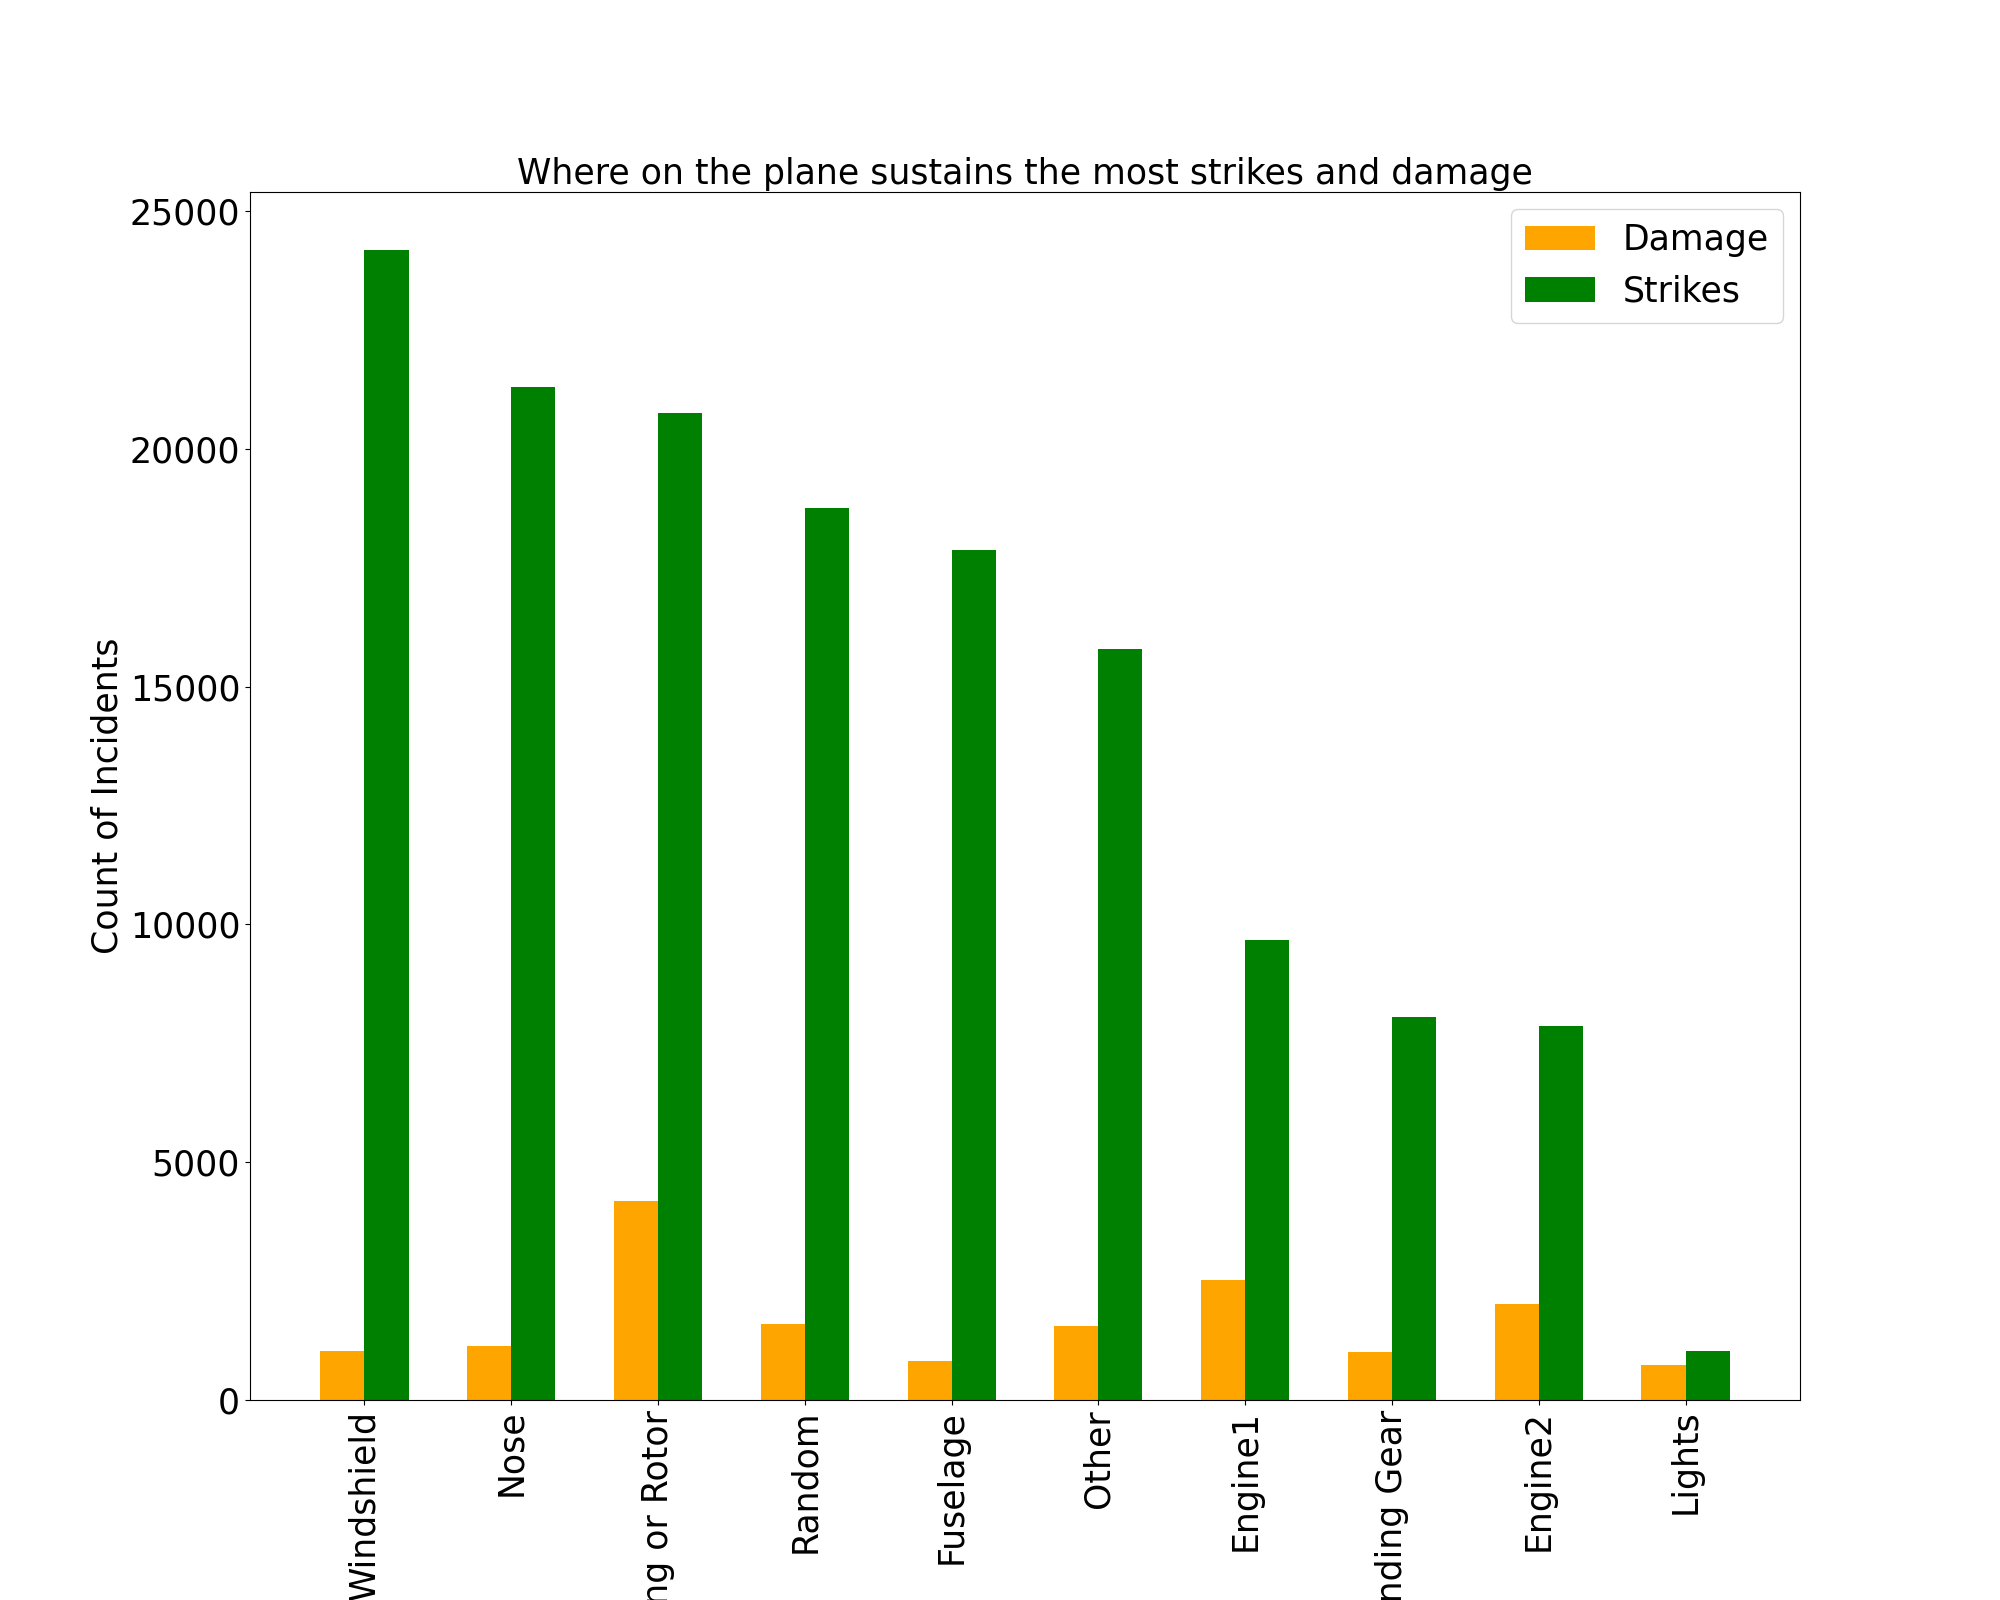 Where on the plane sustains the most strikes and damage
Damage
Strikes
Count of Incidents
25000
20000
15000
10000
5000
0
Windshield
Nose
ng or Rotor
Random
Fuselage
Other
Engine1
nding Gear
Engine2
Lights